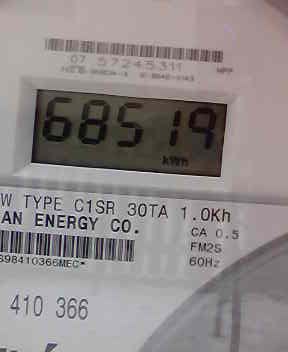 07 57245311
68519
kWh
W TYPE C1SR 30TA 1.0Kh
AN ENERGY CO.
CA 0.5
FM2S
60Hz
410 366